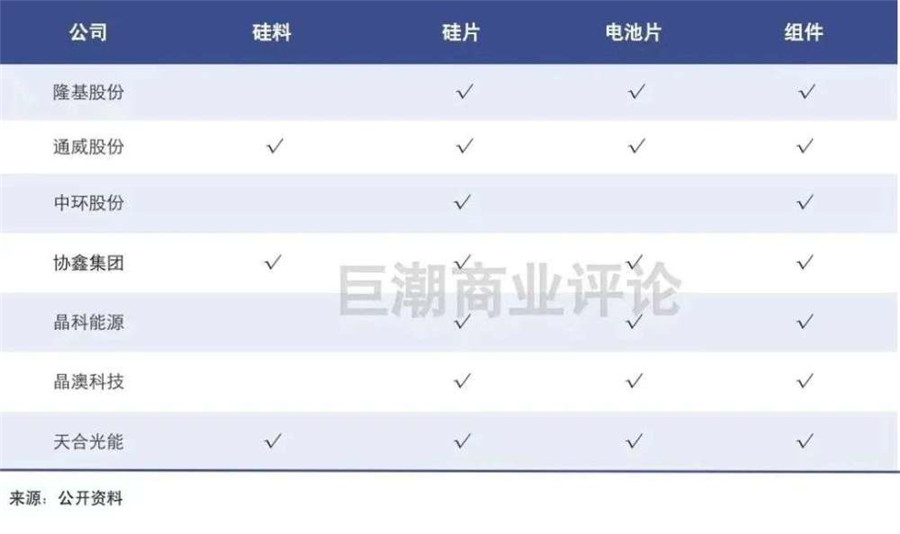 公司 硅料 硅片 电池片 组件
隆基股份 √ √ √
通威股份 √ √ √ √
中环股份 √ √
协鑫集团 √ √ √ √
巨潮商业评论
晶科能源 √ √ √
晶澳科技 √ √ √
天合光能 √ √ √ √
来源：公开资料